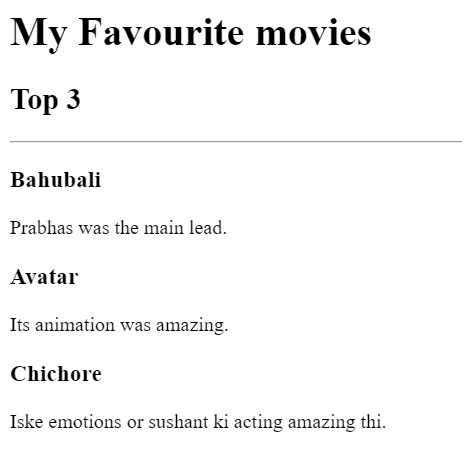 My Favourite movies
Top 3
Bahubali
Prabhas was the main lead.
Avatar
Its animation was amazing.
Chichore
Iske emotions or sushant ki acting amazing thi.